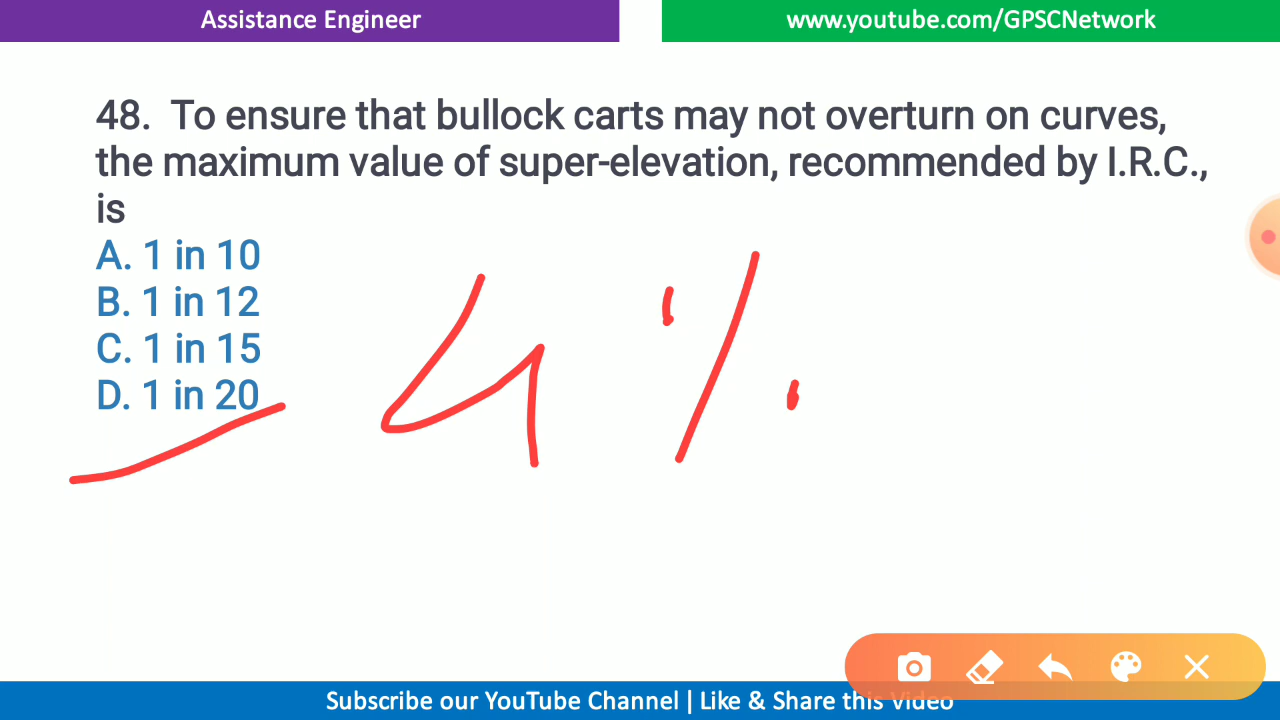 Assistance Engineer
www.youtube.com/GPSCNetwork
48. To ensure that bullock carts may not overturn on curves,
the maximum value of super-elevation, recommended by I.R.C.,
is
A. 1 in 10
B. 1 in 12
C. 1 in 15
D. 1 in 20
4 %
Subscribe our YouTube Channel | Like & Share this Video